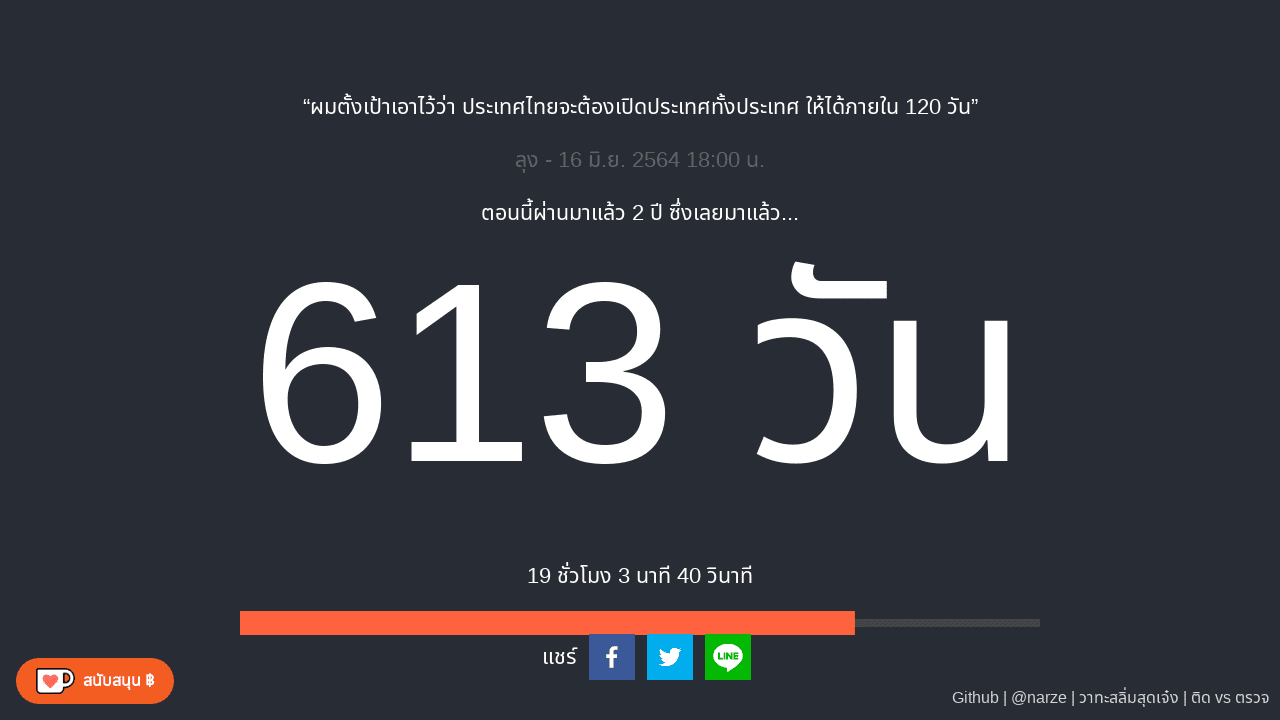 “ผมตั้งเป้าเอาไว้ว่า ประเทศไทยจะต้องเปิดประเทศทั้งประเทศ ให้ได้ภายใน 120 วัน”
ลุง - 16 มิ.ย. 2564 18:00 น.
ตอนนี้ผ่านมาแล้ว 2 ปี ซึ่งเลยมาแล้ว...
613 วัน
19 ชั่วโมง 3 นาที 40 วินาที
แชร์
LINE
สนับสนุน ฿
Github | @narze | วาทะสลิ่มสุดเจ๋ง | ติด vs ตรวจ